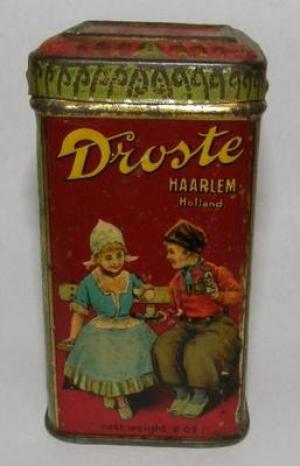 Droste
HAARLEM
Holland
nett weight 8 OZ